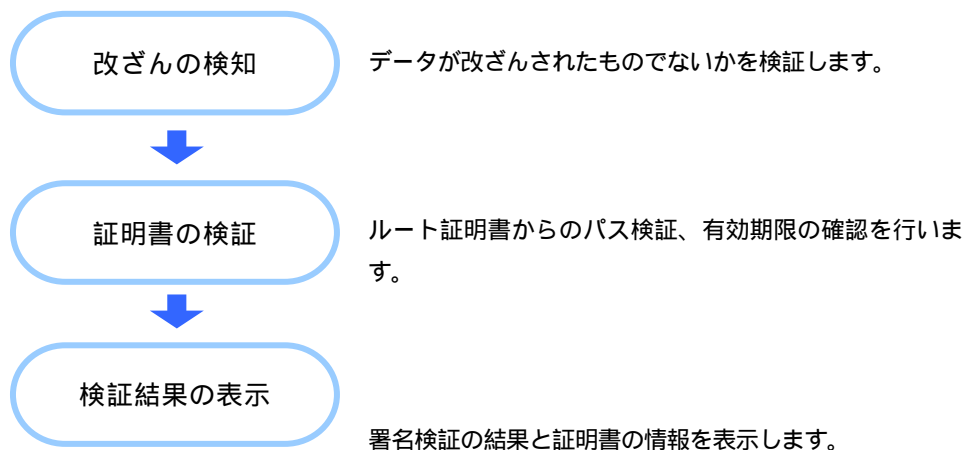 改ざんの検知
データが改ざんされたものでないかを検証します。
証明書の検証
ルート証明書からのパス検証、有効期限の確認を行いま
す。
検証結果の表示
署名検証の結果と証明書の情報を表示します。